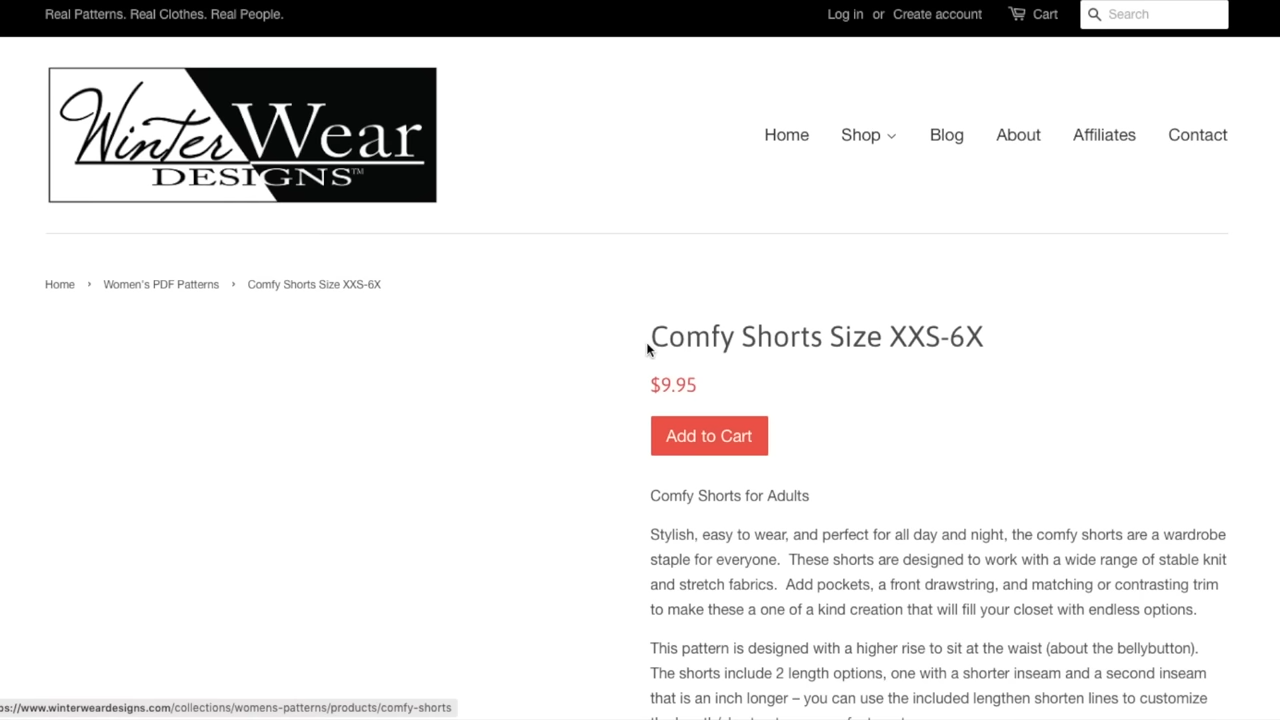 Real Patterns. Real Clothes. Real People.
Log in or Create account Cart Search
Winter Wear
DESIGNS™
Home Shop Blog About Affiliates Contact
Home › Women's PDF Patterns › Comfy Shorts Size XXS-6X
Comfy Shorts Size XXS-6X
$9.95
Add to Cart
Comfy Shorts for Adults
Stylish, easy to wear, and perfect for all day and night, the comfy shorts are a wardrobe
staple for everyone. These shorts are designed to work with a wide range of stable knit
and stretch fabrics. Add pockets, a front drawstring, and matching or contrasting trim
to make these a one of a kind creation that will fill your closet with endless options.
This pattern is designed with a higher rise to sit at the waist (about the bellybutton).
The shorts include 2 length options, one with a shorter inseam and a second inseam
that is an inch longer – you can use the included lengthen shorten lines to customize
ps://www.winterweardesigns.com/collections/womens-patterns/products/comfy-shorts